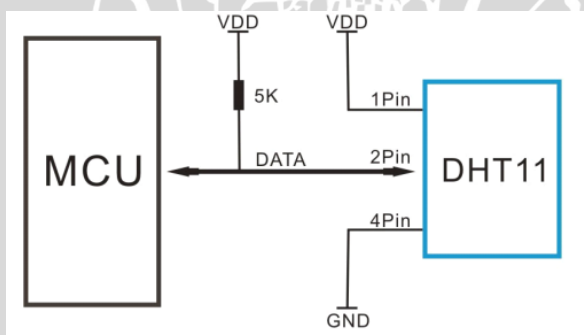 VDD VDD
5K 1Pin
MCU DATA 2Pin DHT11
4Pin
GND